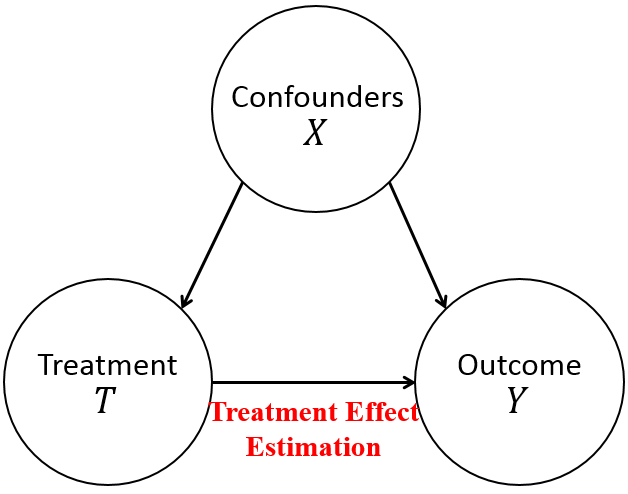 Confounders
X
Treatment
T
Outcome
Y
Treatment Effect
Estimation